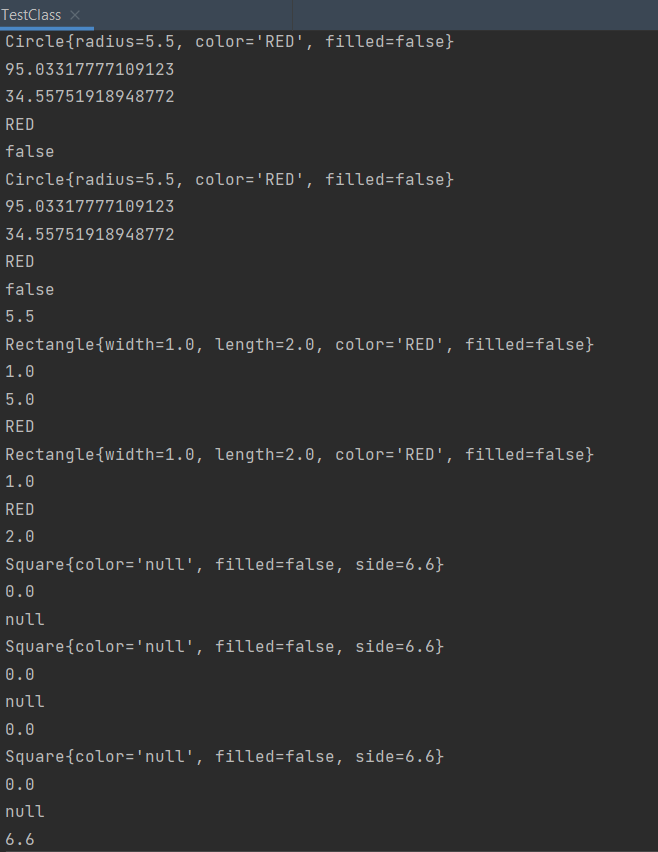 TestClass
Circle{radius=5.5, color='RED', filled=false}
95.03317777109123
34.55751918948772
RED
false
Circle{radius=5.5, color='RED', filled=false}
95.03317777109123
34.55751918948772
RED
false
5.5
Rectangle{width=1.0, length=2.0, color='RED', filled=false}
1.0
5.0
RED
Rectangle{width=1.0, length=2.0, color='RED', filled=false}
1.0
RED
2.0
Square{color='null', filled=false, side=6.6}
0.0
null
Square{color='null', filled=false, side=6.6}
0.0
null
0.0
Square{color='null', filled=false, side=6.6}
0.0
null
6.6